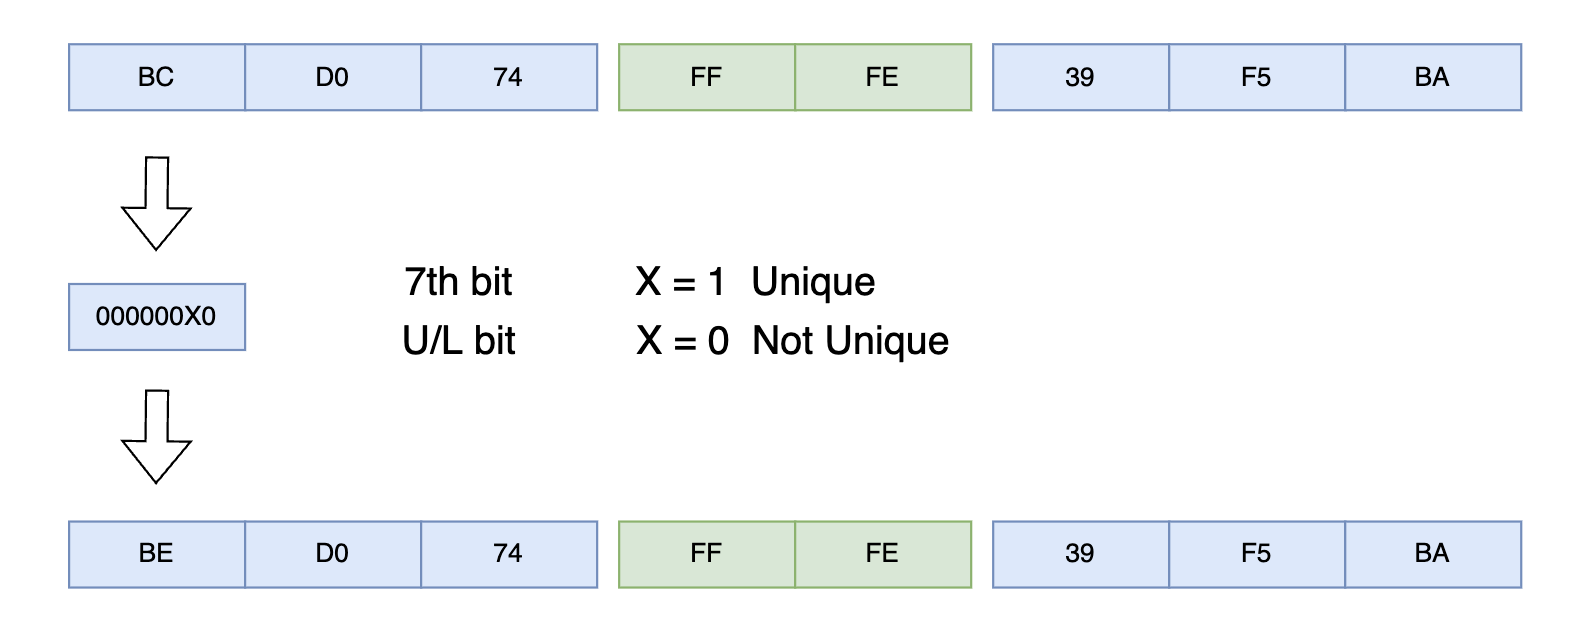 BC D0 74 FF FE 39 F5 BA
7th bit X = 1 Unique
000000X0
U/L bit X = 0 Not Unique
BE D0 74 FF FE 39 F5 BA